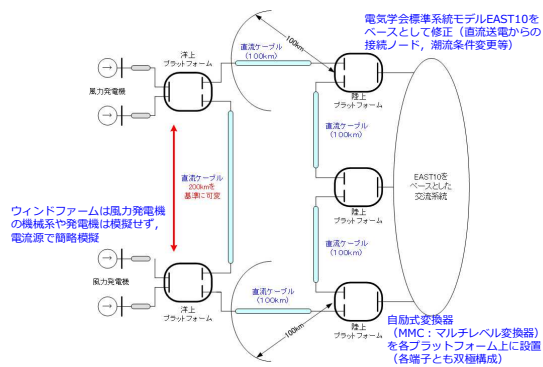 電気学会標準系統モデルEAST10を
ベースとして修正（直流送電からの
接続ノード，潮流条件変更等）
100km
洋上
プラットフォーム
直流ケーブル
(100km)
陸上
プラットフォーム
風力発電機
直流ケーブル
(100km)
直流ケーブル
200kmを
基準に可変
EAST10を
ベースとした
交流系統
陸上
プラットフォーム
ウィンドファームは風力発電機
の機械系や発電機は模擬せず，
電流源で簡略模擬
直流ケーブル
(100km)
風力発電機
洋上
プラットフォーム
直流ケーブル
(100km)
100km
陸上
プラットフォーム
自励式変換器
（MMC：マルチレベル変換器）
を各プラットフォーム上に設置
（各端子とも双極構成）